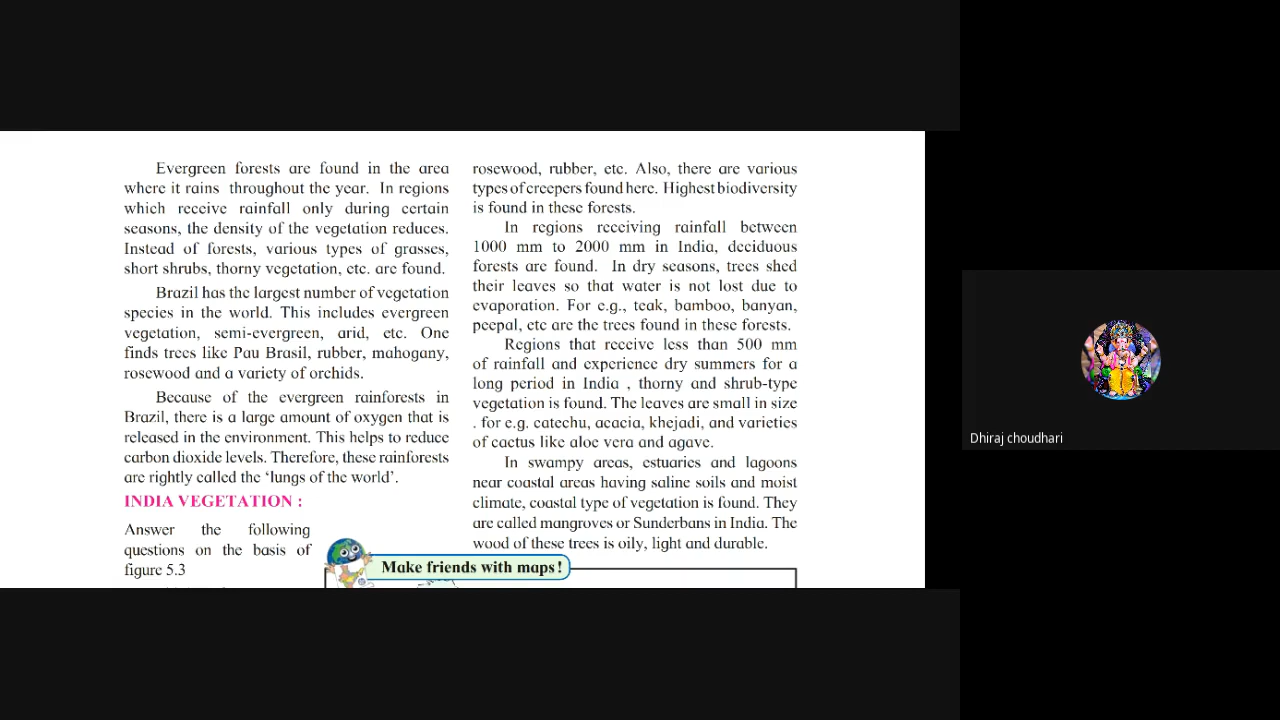 Evergreen forests are found in the area
where it rains throughout the year. In regions
which receive rainfall only during certain
seasons, the density of the vegetation reduces.
Instead of forests, various types of grasses,
short shrubs, thorny vegetation, etc. are found.
Brazil has the largest number of vegetation
species in the world. This includes evergreen
vegetation, semi-evergreen, arid, etc. One
finds trees like Pau Brasil, rubber, mahogany,
rosewood and a variety of orchids.
Because of the evergreen rainforests in
Brazil, there is a large amount of oxygen that is
released in the environment. This helps to reduce
carbon dioxide levels. Therefore, these rainforests
are rightly called the ‘lungs of the world’.
INDIA VEGETATION :
Answer the following
questions on the basis of
figure 5.3
rosewood, rubber, etc. Also, there are various
types of creepers found here. Highest biodiversity
is found in these forests.
In regions receiving rainfall between
1000 mm to 2000 mm in India, deciduous
forests are found. In dry seasons, trees shed
their leaves so that water is not lost due to
evaporation. For e.g., teak, bamboo, banyan,
peepal, etc are the trees found in these forests.
Regions that receive less than 500 mm
of rainfall and experience dry summers for a
long period in India , thorny and shrub-type
vegetation is found. The leaves are small in size
. for e.g. catechu, acacia, khejadi, and varieties
of cactus like aloe vera and agave.
In swampy areas, estuaries and lagoons
near coastal areas having saline soils and moist
climate, coastal type of vegetation is found. They
are called mangroves or Sunderbans in India. The
wood of these trees is oily, light and durable.
Make friends with maps!
Dhiraj choudhari